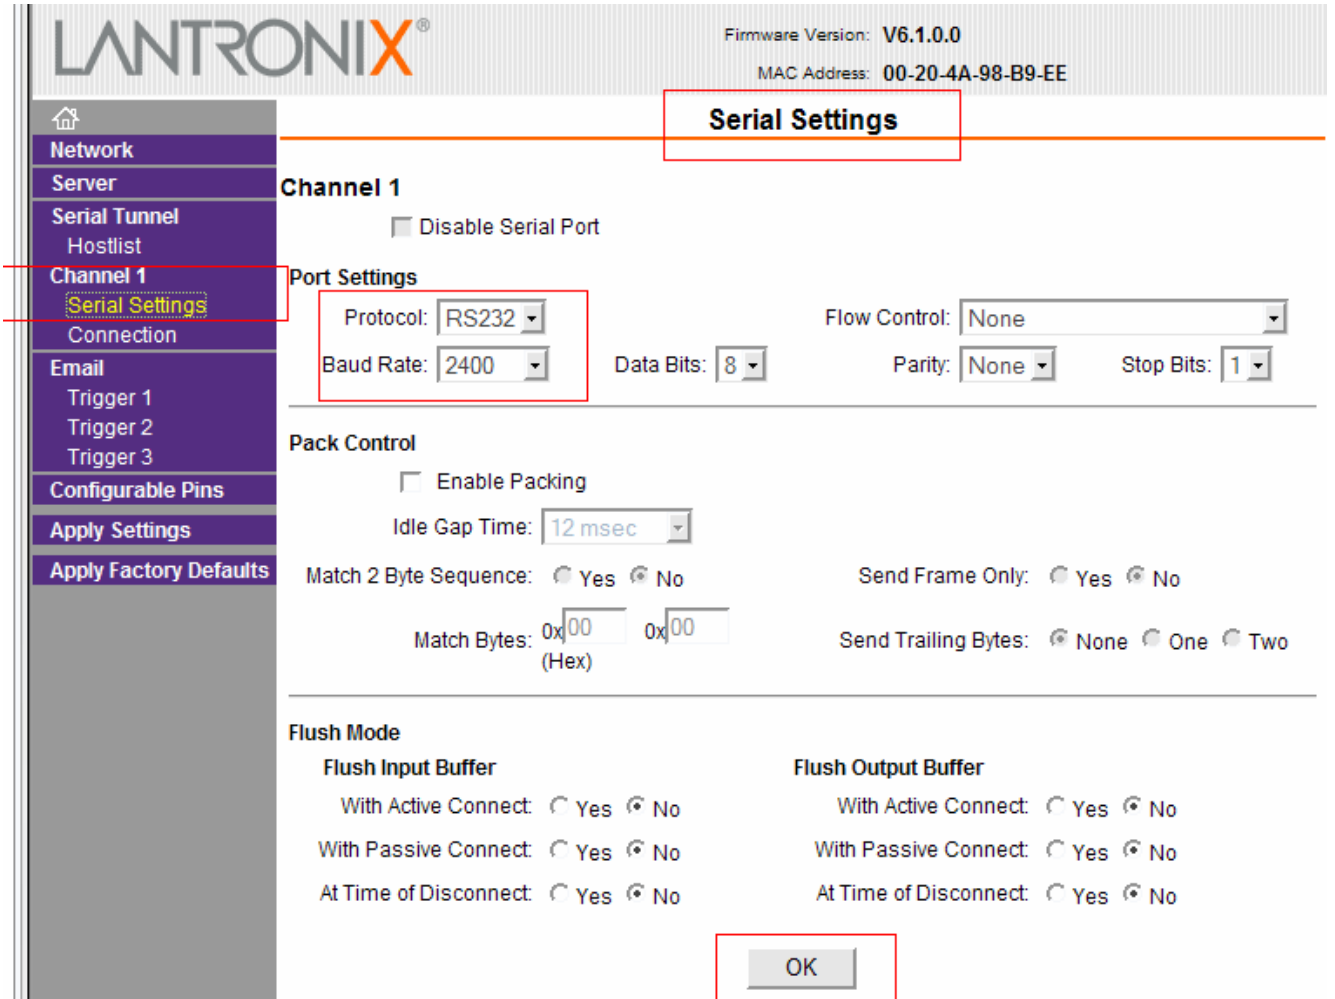 LANTRONIX®
Firmware Version: V6.1.0.0
MAC Address: 00-20-4A-98-B9-EE
Serial Settings
Network
Server
Serial Tunnel
Hostlist
Channel 1
Serial Settings
Connection
Email
Trigger 1
Trigger 2
Trigger 3
Configurable Pins
Apply Settings
Apply Factory Defaults
Channel 1
Disable Serial Port
Port Settings
Protocol: RS232 Flow Control: None
Baud Rate: 2400 Data Bits: 8 Parity: None Stop Bits: 1
Pack Control
Enable Packing
Idle Gap Time: 12 msec
Match 2 Byte Sequence: Yes No Send Frame Only: Yes No
Match Bytes: 0x 00 0x 00 Send Trailing Bytes: None One Two
(Hex)
Flush Mode
Flush Input Buffer Flush Output Buffer
With Active Connect: Yes No With Active Connect: Yes No
With Passive Connect: Yes No With Passive Connect: Yes No
At Time of Disconnect: Yes No At Time of Disconnect: Yes No
OK